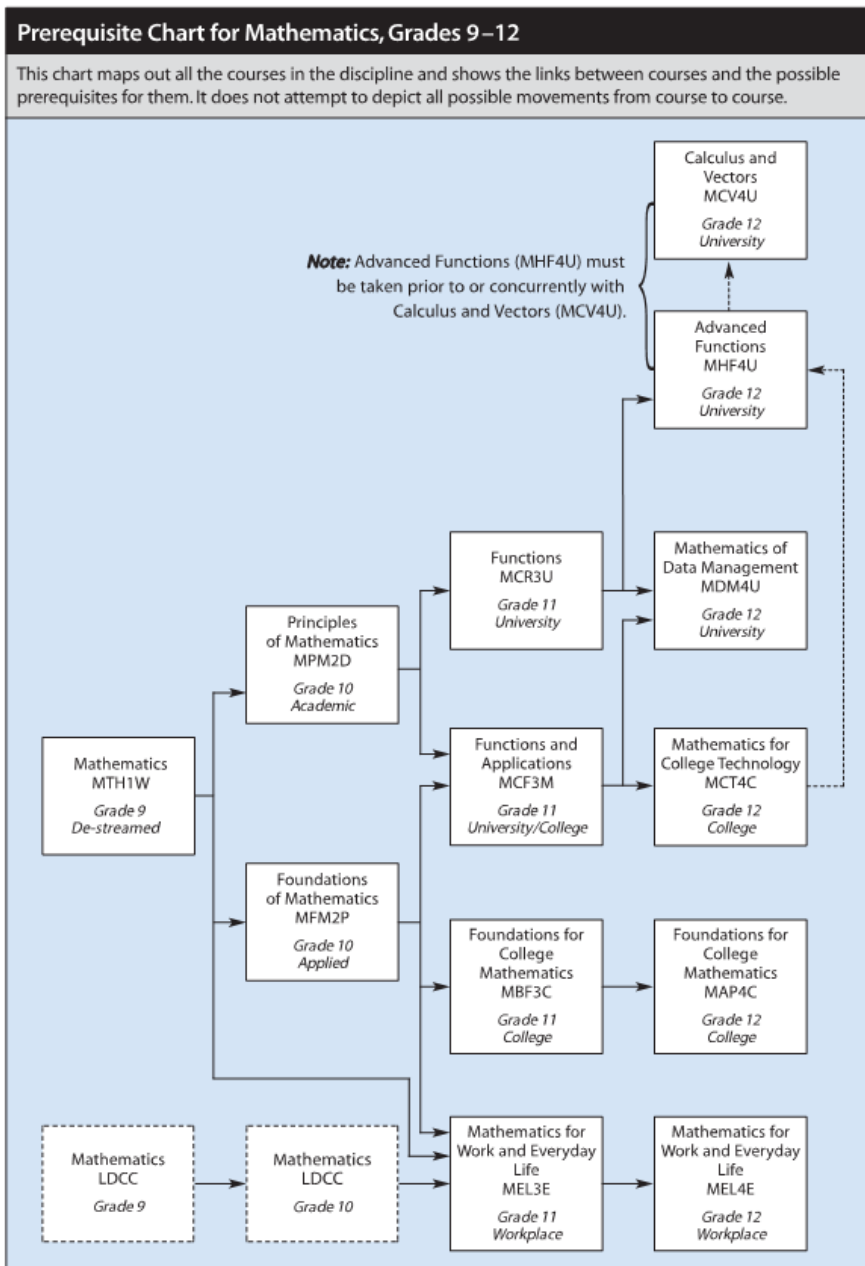 Prerequisite Chart for Mathematics, Grades 9–12
This chart maps out all the courses in the discipline and shows the links between courses and the possible
prerequisites for them. It does not attempt to depict all possible movements from course to course.
Calculus and
Vectors
MCV4U
Grade 12
University
Note: Advanced Functions (MHF4U) must
be taken prior to or concurrently with
Calculus and Vectors (MCV4U).
Advanced
Functions
MHF4U
Grade 12
University
Functions
MCR3U
Grade 11
University
Mathematics of
Data Management
MDM4U
Grade 12
University
Principles
of Mathematics
MPM2D
Grade 10
Academic
Mathematics
MTH1W
Grade 9
De-streamed
Functions and
Applications
MCF3M
Grade 11
University/College
Mathematics for
College Technology
MCT4C
Grade 12
College
Foundations
of Mathematics
MFM2P
Grade 10
Applied
Foundations for
College
Mathematics
MBF3C
Grade 11
College
Foundations for
College
Mathematics
MAP4C
Grade 12
College
Mathematics
LDCC
Grade 9
Mathematics
LDCC
Grade 10
Mathematics for
Work and Everyday
Life
MEL3E
Grade 11
Workplace
Mathematics for
Work and Everyday
Life
MEL4E
Grade 12
Workplace